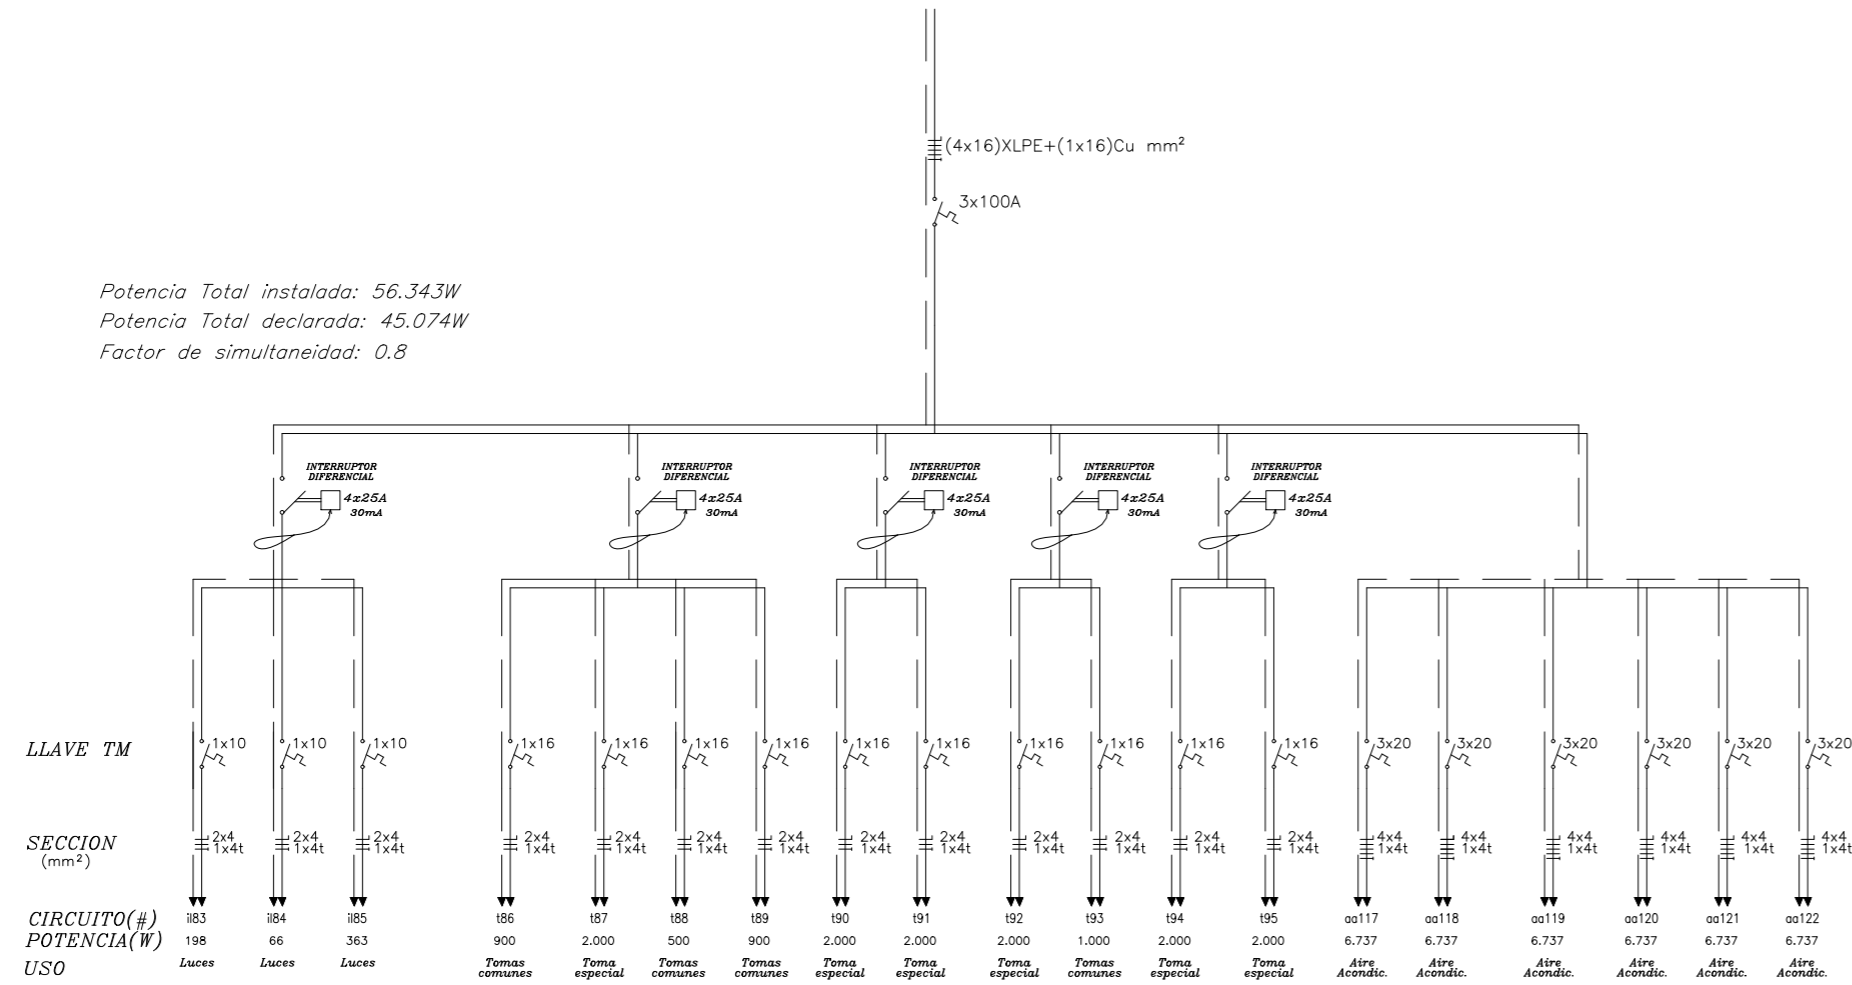 (4x16)XLPE+(1x16)Cu mm²
3x100A
Potencia Total instalada: 56.343W
Potencia Total declarada: 45.074W
Factor de simultaneidad: 0.8
INTERRUPTOR INTERRUPTOR INTERRUPTOR INTERRUPTOR INTERRUPTOR
DIFERENCIAL DIFERENCIAL DIFERENCIAL DIFERENCIAL DIFERENCIAL
4x25A 4x25A 4x25A 4x25A 4x25A
30mA 30mA 30mA 30mA 30mA
LLAVE TM 1x10 1x10 1x10 1x16 1x16 1x16 1x16 1x16 1x16 1x16 1x16 1x16 1x16 3x20 3x20 3x20 3x20 3x20 3x20
SECCION 2x4 2x4 2x4 2x4 2x4 2x4 2x4 2x4 2x4 2x4 2x4 2x4 2x4 4x4 4x4 4x4 4x4 4x4 4x4
1x4t 1x4t 1x4t 1x4t 1x4t 1x4t 1x4t 1x4t 1x4t 1x4t 1x4t 1x4t 1x4t 1x4t 1x4t 1x4t 1x4t 1x4t 1x4t
(mm²)
CIRCUITO(#) il83 il84 il85 t86 t87 t88 t89 t90 t91 t92 t93 t94 t95 aa117 aa118 aa119 aa120 aa121 aa122
POTENCIA(W) 198 66 363 900 2.000 500 900 2.000 2.000 2.000 1.000 2.000 2.000 6.737 6.737 6.737 6.737 6.737 6.737
USO Luces Luces Luces Tomas Toma Tomas Tomas Toma Toma Toma Tomas Toma Toma Aire Aire Aire Aire Aire Aire
comunes especial comunes comunes especial especial especial comunes especial especial Acondic. Acondic. Acondic. Acondic. Acondic. Acondic.